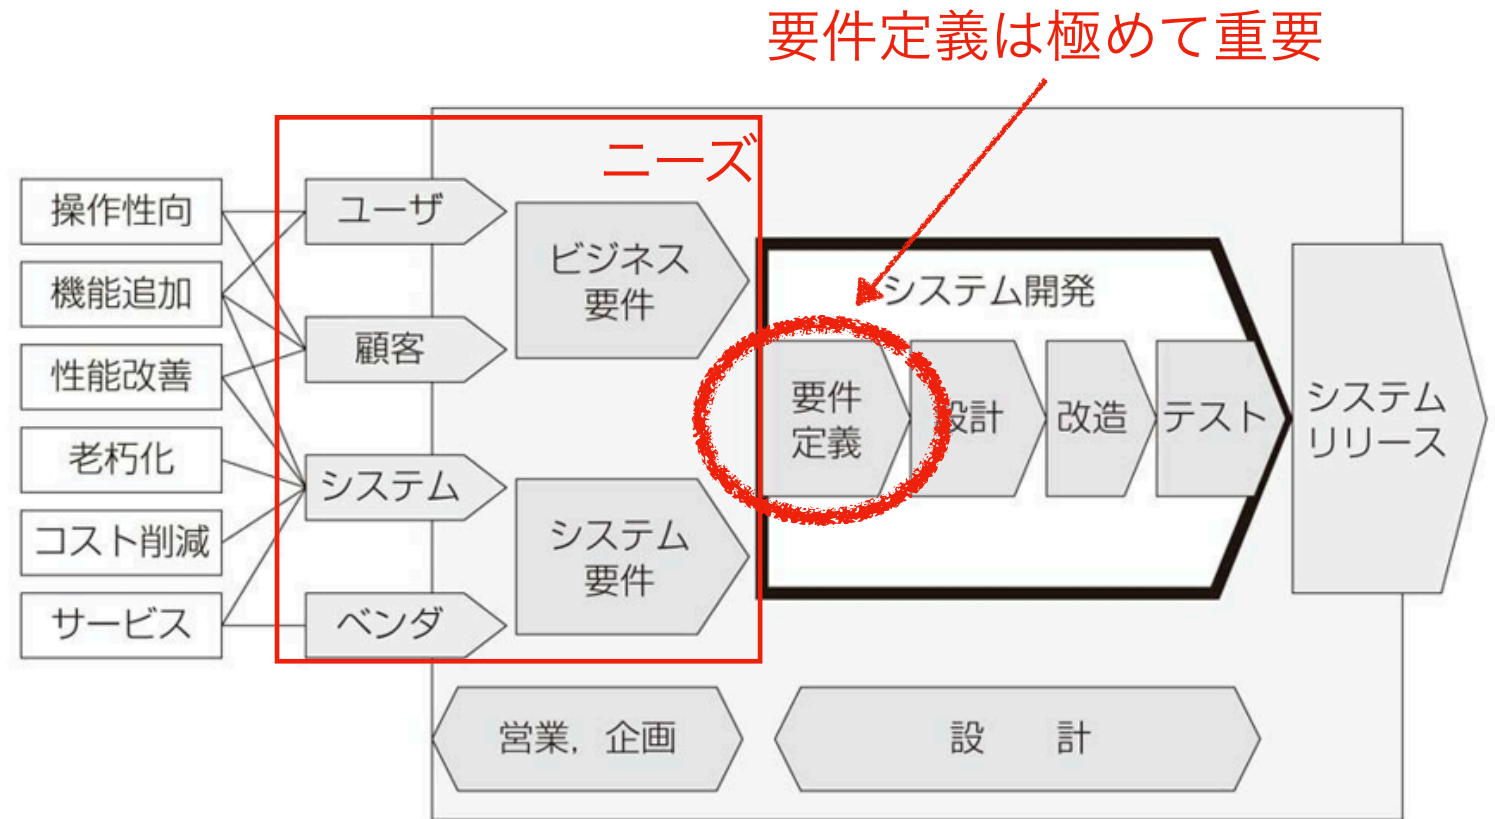 要件定義は極めて重要
ニーズ
操作性向
機能追加
性能改善
老朽化
コスト削減
サービス
ユーザ
顧客
システム
ベンダ
ビジネス
要件
システム
要件
システム開発
要件
定義
設計
改造
テスト
システム
リリース
営業，企画
設　計